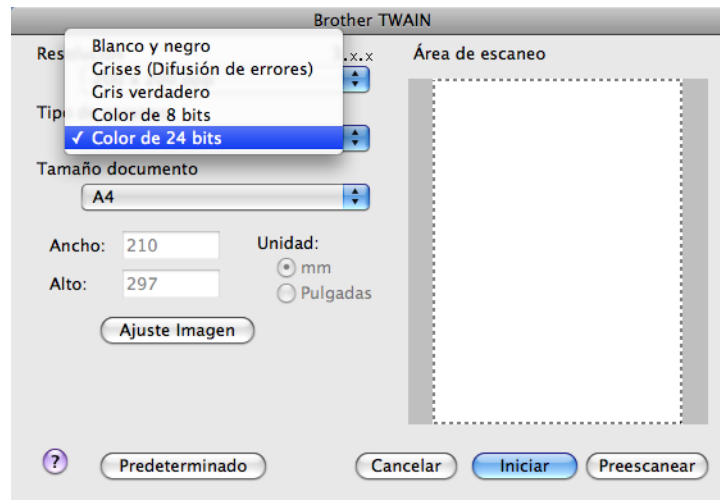 Brother TWAIN
Blanco y negro
Grises (Difusión de errores)
Gris verdadero
Color de 8 bits
✓ Color de 24 bits
.x.x
Área de escaneo
Tamaño documento
A4
Ancho: 210
Unidad:
mm
Alto: 297
Pulgadas
Ajuste Imagen
?
Predeterminado
Cancelar
Iniciar
Preescanear